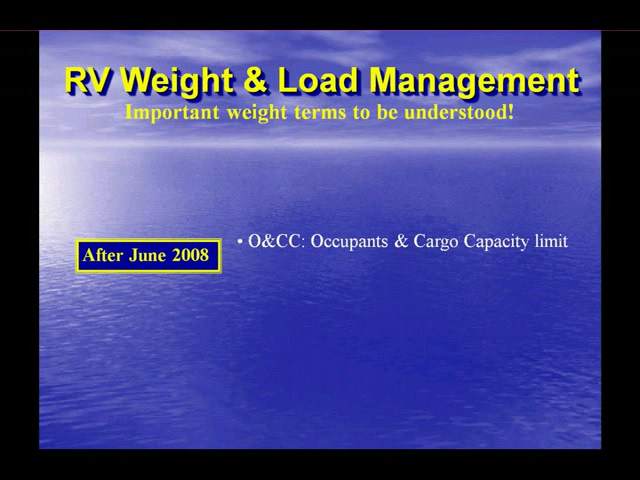 RV Weight & Load Management
Important weight terms to be understood!
After June 2008
• O&CC: Occupants & Cargo Capacity limit